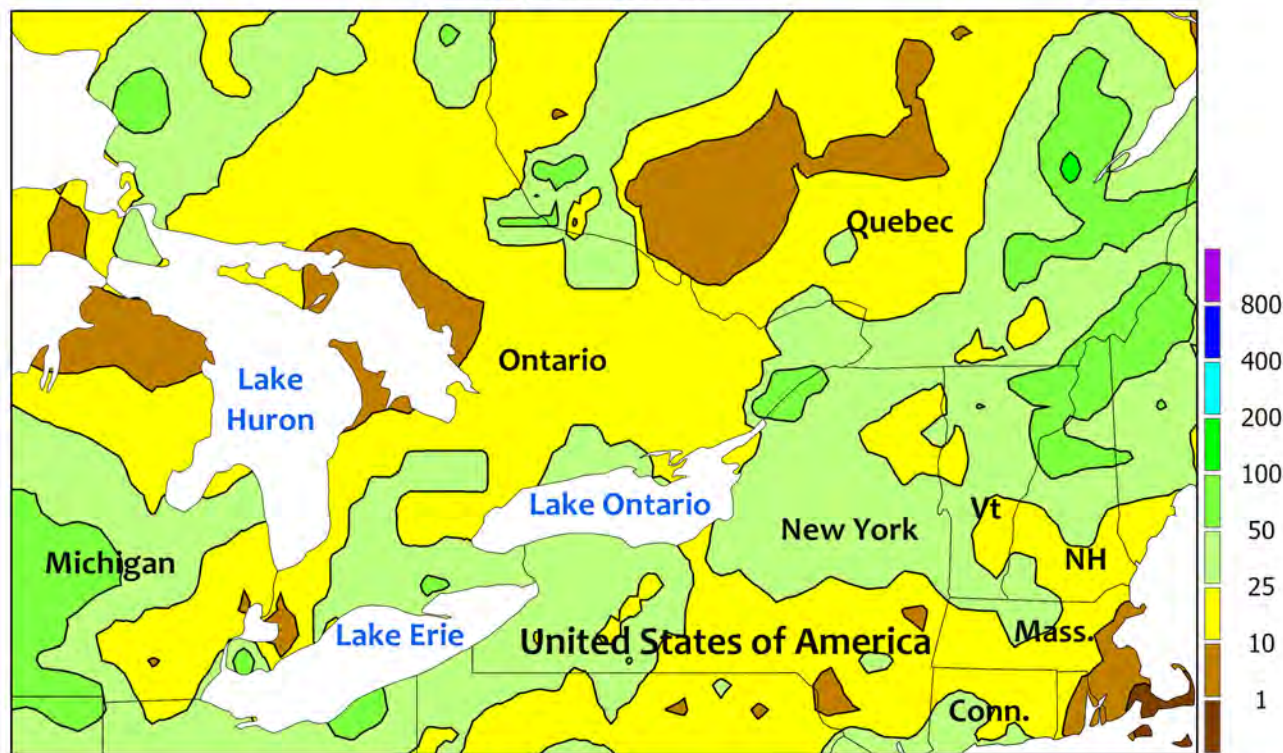 Quebec
Ontario
Lake
Huron
Lake Ontario
New York
Vt
NH
Michigan
Lake Erie
United States of America
Mass.
Conn.
800
400
200
100
50
25
10
1